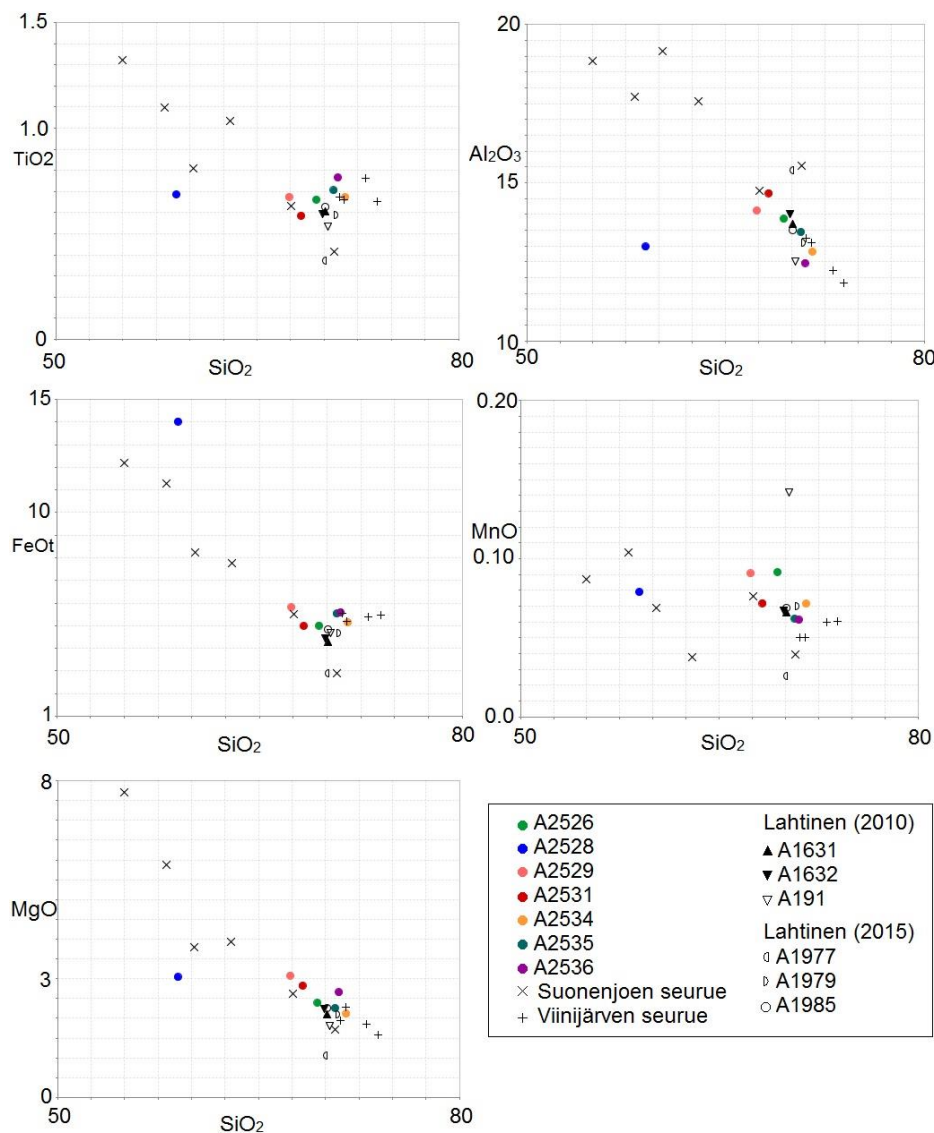 1.5
1.0
TiO2
0
50
SiO₂
80
20
Al₂O₃
15
10
50
SiO₂
80
15
10
FeOt
1
50
SiO₂
80
0.20
MnO
0.10
0.0
50
SiO₂
80
8
MgO
3
0
50
SiO₂
80
A2526
A2528
A2529
A2531
A2534
A2535
A2536
Suonenjoen seurue
Viinijärven seurue
Lahtinen (2010)
A1631
A1632
A191
Lahtinen (2015)
A1977
A1979
A1985